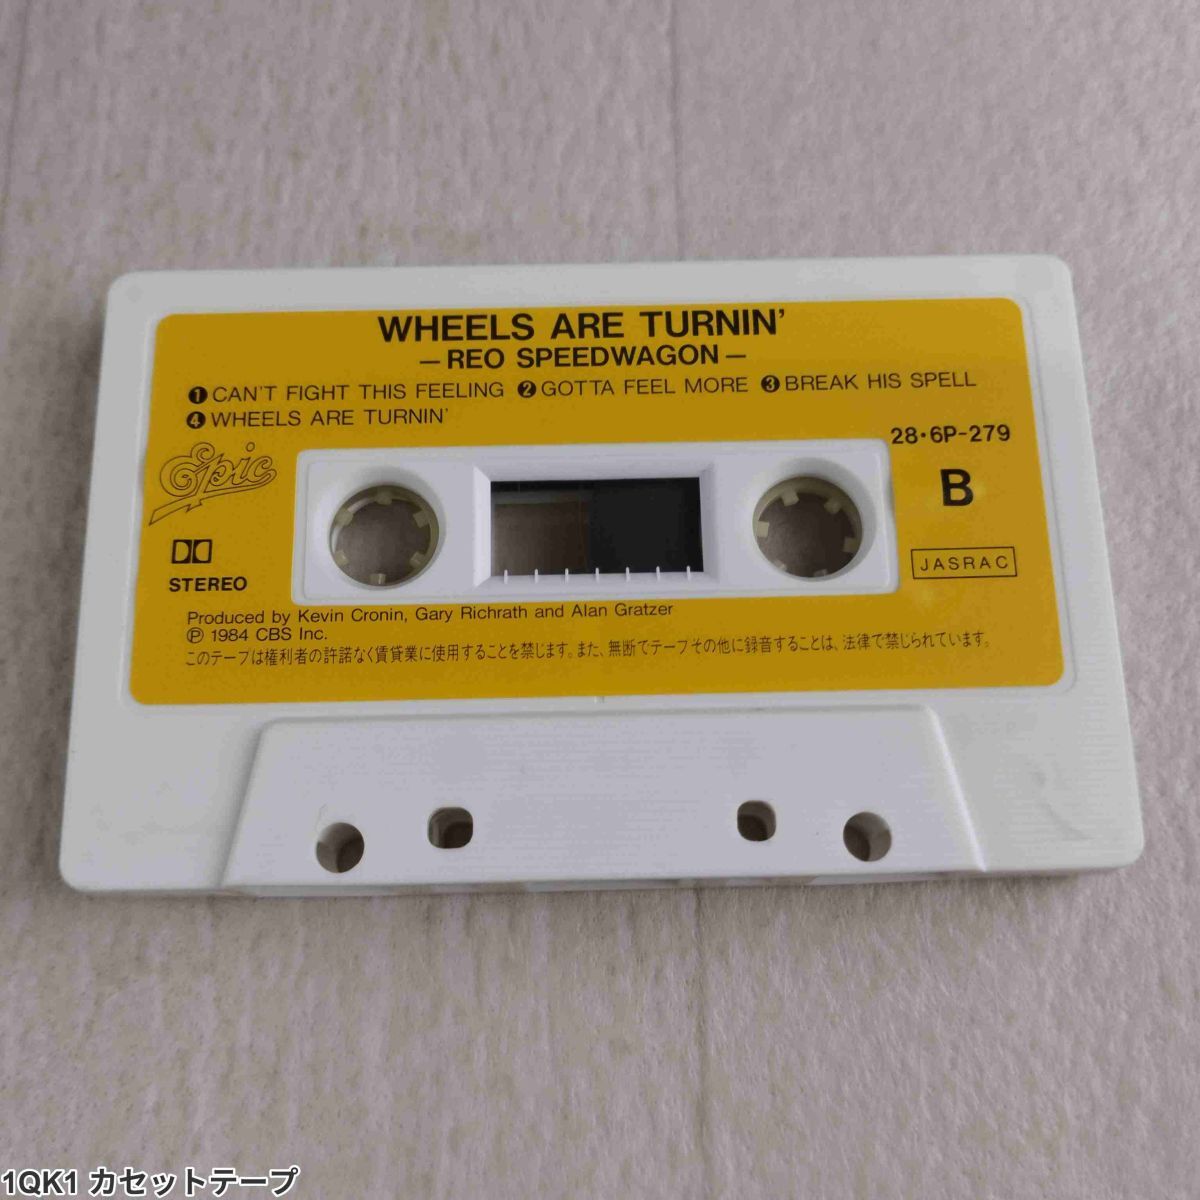 WHEELS ARE TURNIN'
—REO SPEEDWAGON—
❶CAN'T FIGHT THIS FEELING ❷GOTTA FEEL MORE ❸BREAK HIS SPELL
❹WHEELS ARE TURNIN'
28・6P-279
Epic
B
STEREO
JASRAC
Produced by Kevin Cronin, Gary Richrath and Alan Gratzer
Ⓟ 1984 CBS Inc.
このテープは権利者の許諾なく賃貸業に使用することを禁じます。また、無断でテープその他に録音することは、法律で禁じられています。
1QK1 カセットテープ